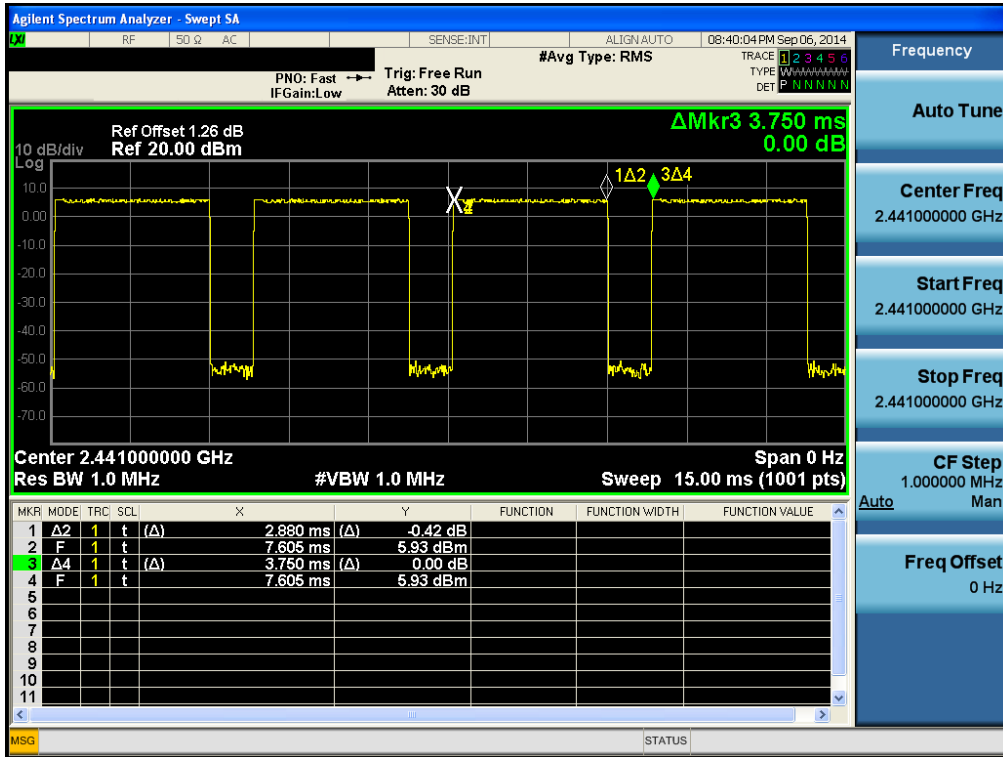 Agilent Spectrum Analyzer - Swept SA
LXI RF 50 Ω AC SENSE:INT ALIGN AUTO 08:40:04 PM Sep 06, 2014
#Avg Type: RMS TRACE 1 2 3 4 5 6
PNO: Fast Trig: Free Run TYPE
IFGain:Low Atten: 30 dB DET P N N N N N
Frequency
Auto Tune
Center Freq
2.441000000 GHz
Start Freq
2.441000000 GHz
Stop Freq
2.441000000 GHz
CF Step
1.000000 MHz
Auto Man
Freq Offset
0 Hz
ΔMkr3 3.750 ms
0.00 dB
Ref Offset 1.26 dB
10 dB/div Ref 20.00 dBm
Log
1Δ2 3Δ4
10.0
0.00
-10.0
-20.0
-30.0
-40.0
-50.0
-60.0
-70.0
Center 2.441000000 GHz Span 0 Hz
Res BW 1.0 MHz #VBW 1.0 MHz Sweep 15.00 ms (1001 pts)
MKR MODE TRC SCL X Y FUNCTION FUNCTION WIDTH FUNCTION VALUE
1 Δ2 1 t (Δ) 2.880 ms (Δ) -0.42 dB
2 F 1 t 7.605 ms 5.93 dBm
3 Δ4 1 t (Δ) 3.750 ms (Δ) 0.00 dB
4 F 1 t 7.605 ms 5.93 dBm
5
6
7
8
9
10
11
MSG STATUS